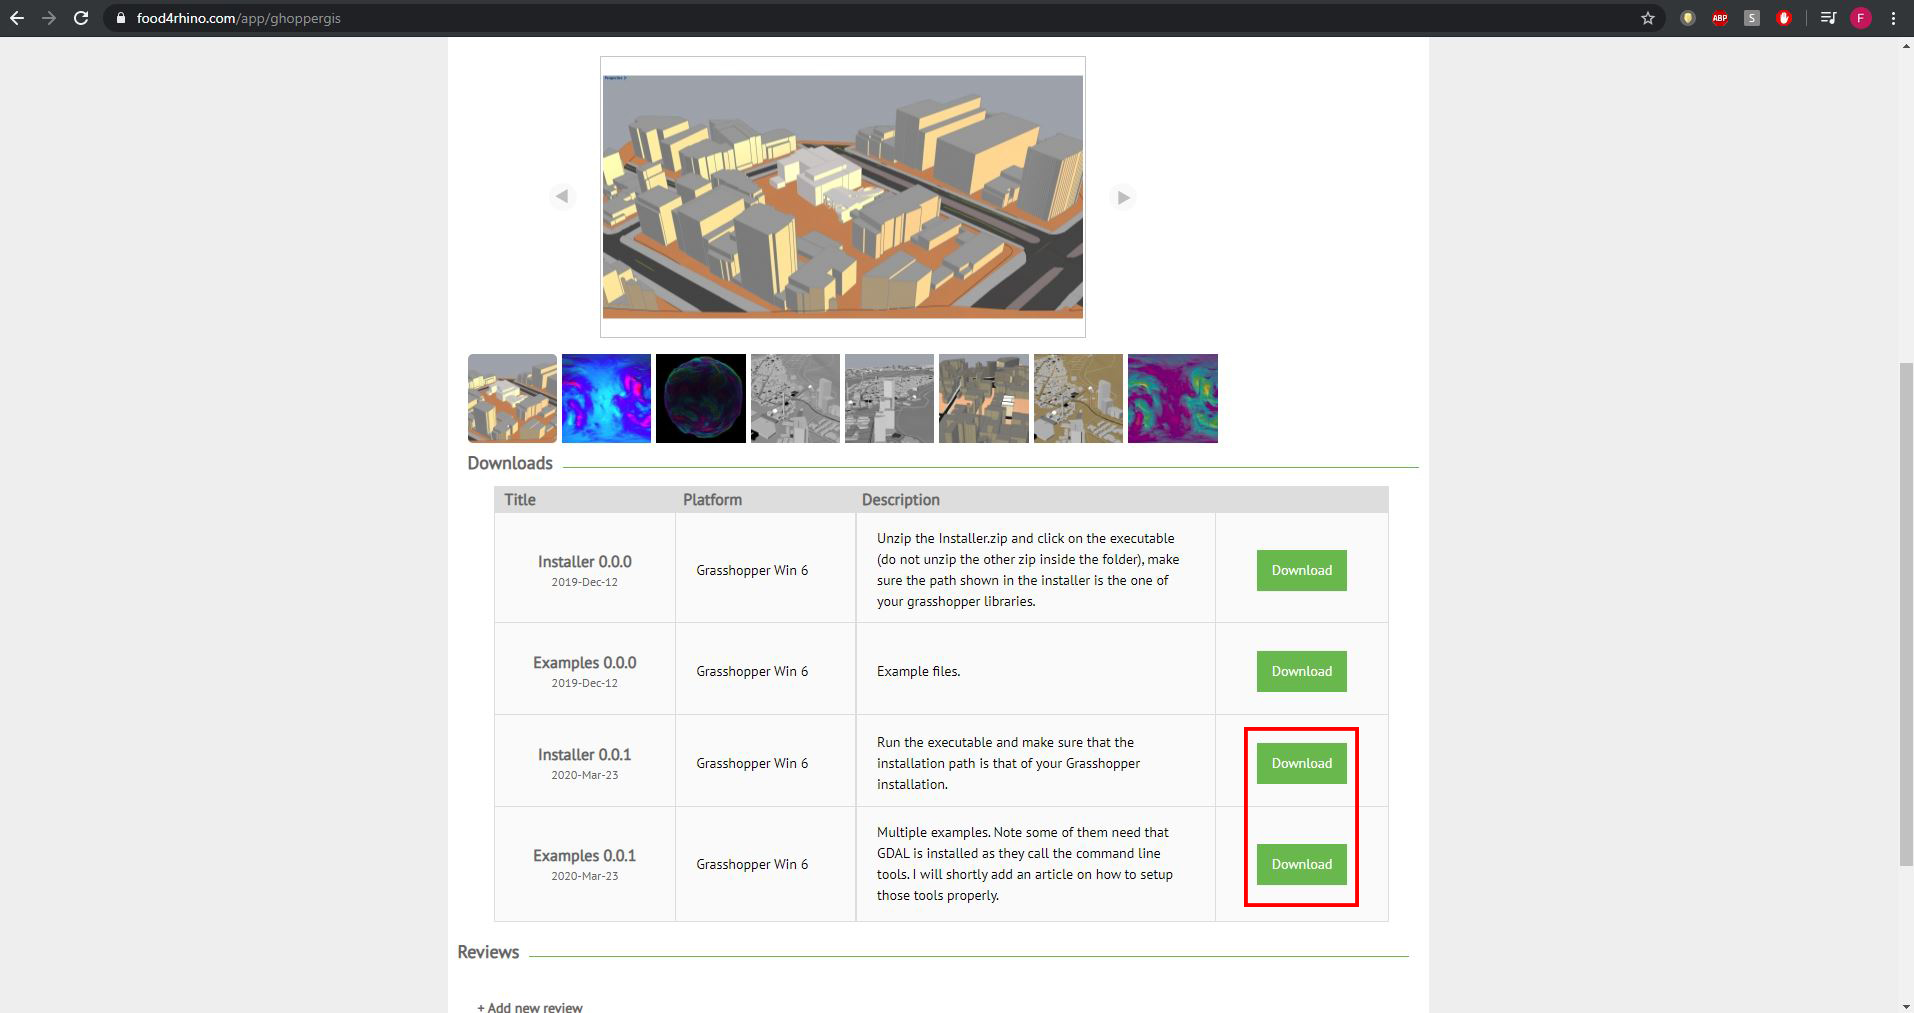 food4rhino.com/app/ghoppergis
ABP
S
F
Downloads
Title Platform Description
Installer 0.0.0
2019-Dec-12
Grasshopper Win 6
Unzip the Installer.zip and click on the executable
(do not unzip the other zip inside the folder), make
sure the path shown in the installer is the one of
your grasshopper libraries.
Download
Examples 0.0.0
2019-Dec-12
Grasshopper Win 6
Example files.
Download
Installer 0.0.1
2020-Mar-23
Grasshopper Win 6
Run the executable and make sure that the
installation path is that of your Grasshopper
installation.
Download
Examples 0.0.1
2020-Mar-23
Grasshopper Win 6
Multiple examples. Note some of them need that
GDAL is installed as they call the command line
tools. I will shortly add an article on how to setup
those tools properly.
Download
Reviews
+ Add new review